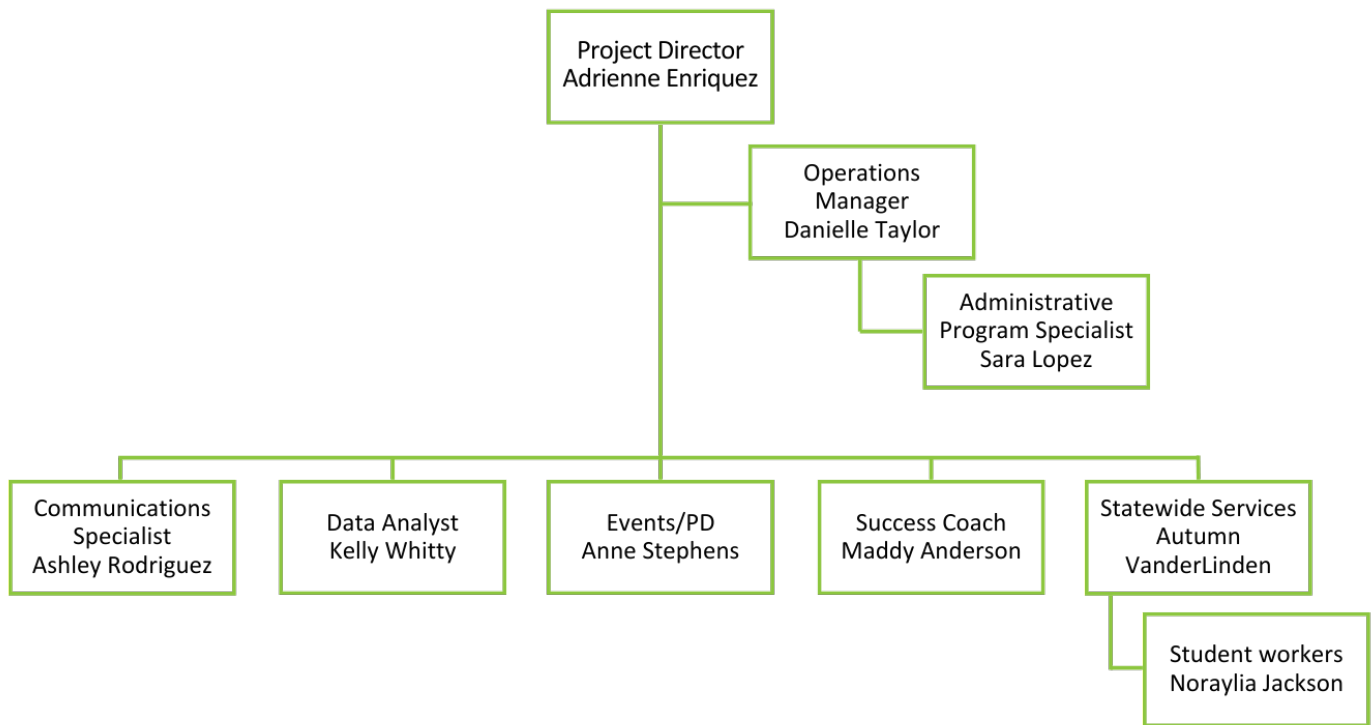 Project Director
Adrienne Enriquez
Operations
Manager
Danielle Taylor
Administrative
Program Specialist
Sara Lopez
Communications
Specialist
Ashley Rodriguez
Data Analyst
Kelly Whitty
Events/PD
Anne Stephens
Success Coach
Maddy Anderson
Statewide Services
Autumn
VanderLinden
Student workers
Noraylia Jackson